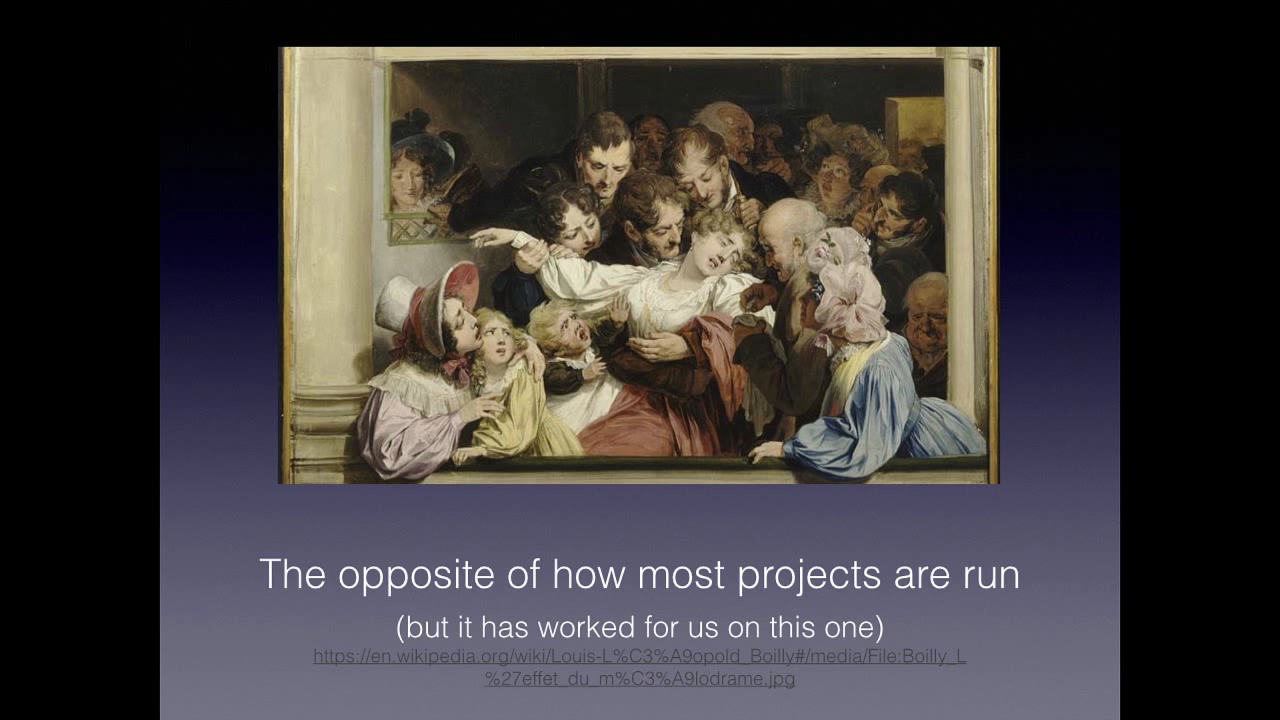 The opposite of how most projects are run
(but it has worked for us on this one)
https://en.wikipedia.org/wiki/Louis-L%C3%A9opold_Boilly#/media/File:Boilly_L
%27effet_du_m%C3%A9lodrame.jpg